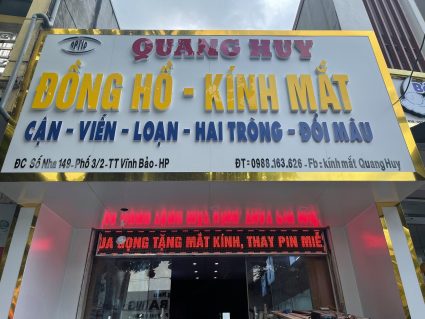 QUANG HUY
ĐỒNG HỒ - KÍNH MẮT
CẬN - VIỄN - LOẠN - HAI TRÒNG - ĐỔI MÀU
ĐC Số Nhà 149 - Phố 3/2 - TT Vĩnh Bảo - HP ĐT: 0988.163.626 - Fb: kính mắt Quang Huy
ỌNG TẶNG MẮT KÍNH, THAY PIN MIỄ